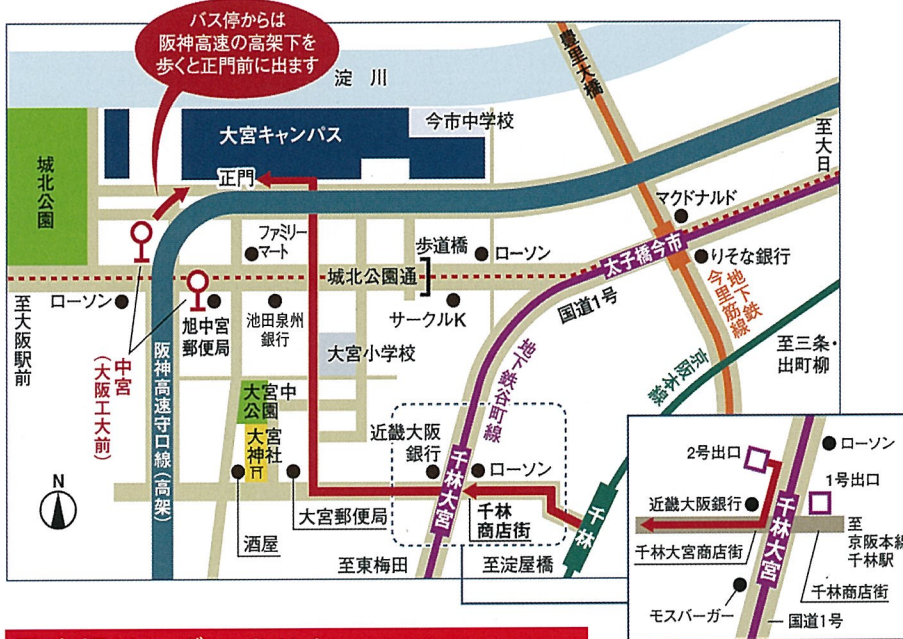 バス停からは
阪神高速の高架下を
歩くと正門前に出ます
淀川
豊里大橋
大宮キャンパス
今市中学校
至大日
城北公園
正門
マクドナルド
ファミリー
マート
歩道橋
ローソン
太子橋今市
りそな銀行
城北公園通
地下鉄
今里筋線
国道1号
至大阪駅前
ローソン
旭中宮
郵便局
池田泉州
銀行
サークルK
中宮
(大阪工大前)
大宮小学校
地下鉄谷町線
京阪本線
至三条・
出町柳
阪神高速守口線(高架)
大宮中
公園
大宮
神社
近畿大阪
銀行
ローソン
千林大宮
千林
N
酒屋
大宮郵便局
千林
商店街
至東梅田
至淀屋橋
2号出口
ローソン
1号出口
近畿大阪銀行
千林大宮
至
京阪本線
千林駅
千林大宮商店街
千林商店街
モスバーガー
国道1号